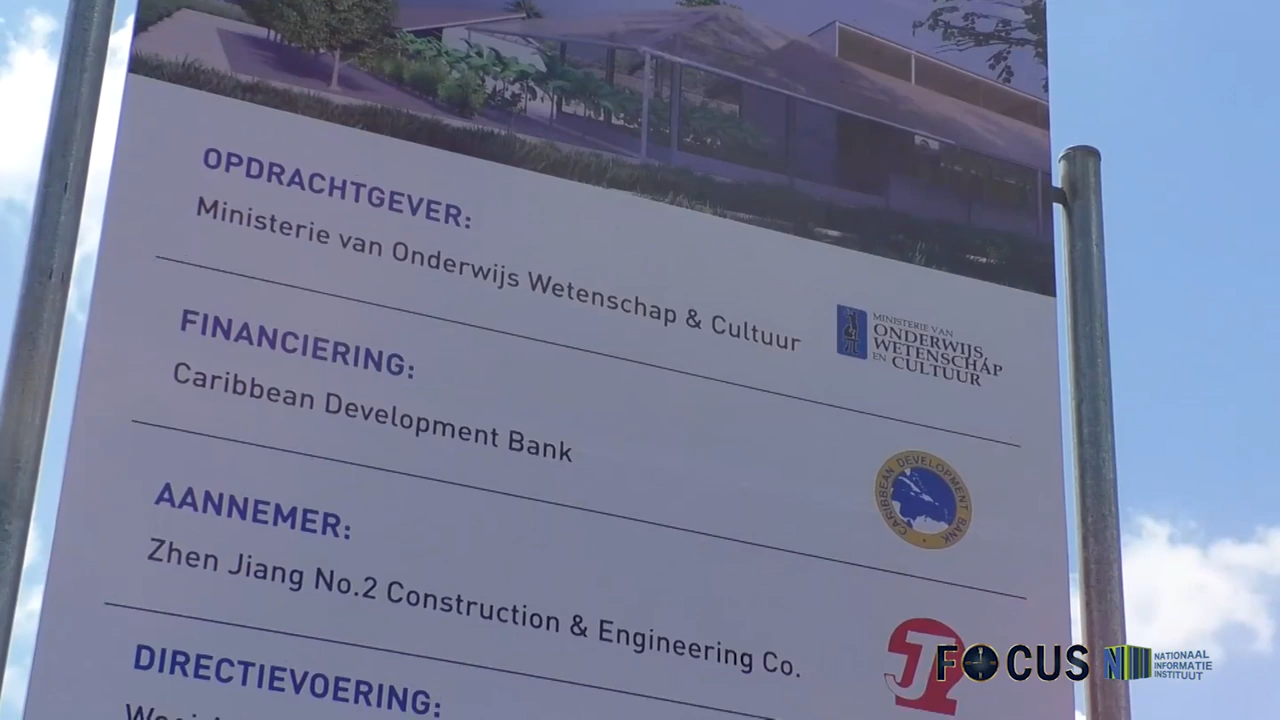 OPDRACHTGEVER:
Ministerie van Onderwijs Wetenschap & Cultuur
MINISTERIE VAN
ONDERWIJS,
WETENSCHAP
EN CULTUUR
FINANCIERING:
Caribbean Development Bank
CARIBBEAN DEVELOPMENT BANK
AANNEMER:
Zhen Jiang No.2 Construction & Engineering Co.
DIRECTIEVOERING:
FOCUS
NATIONAAL
INFORMATIE
INSTITUUT